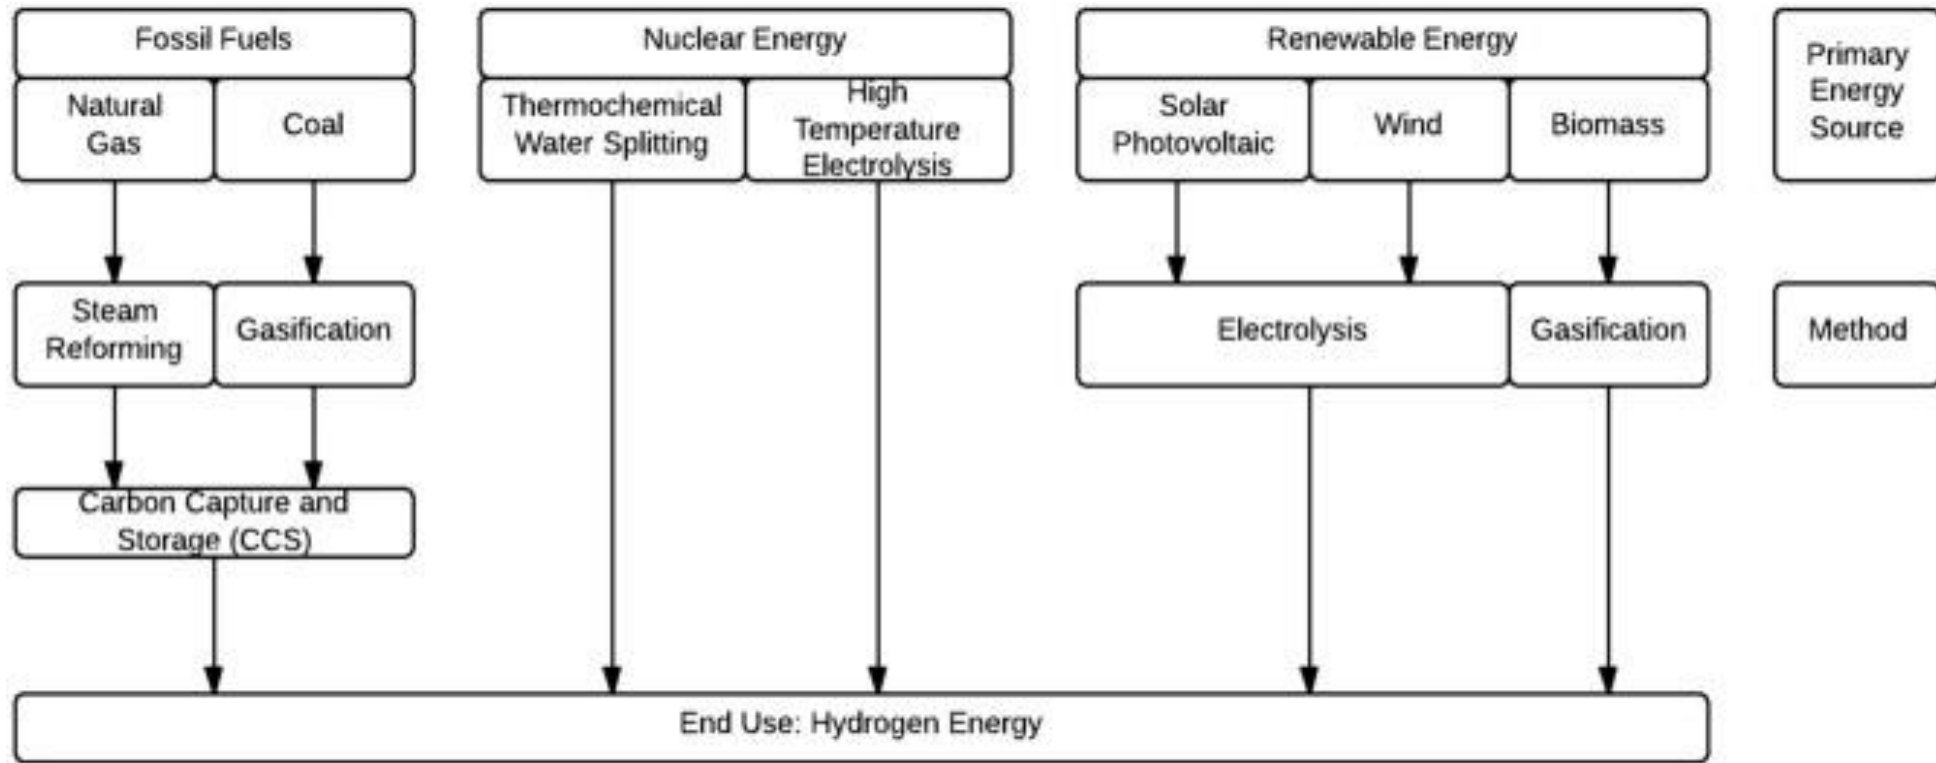 Fossil Fuels
Nuclear Energy
Renewable Energy
Primary
Energy
Source
Natural
Gas
Coal
Thermochemical
Water Splitting
High
Temperature
Electrolysis
Solar
Photovoltaic
Wind
Biomass
Steam
Reforming
Gasification
Electrolysis
Gasification
Method
Carbon Capture and
Storage (CCS)
End Use: Hydrogen Energy